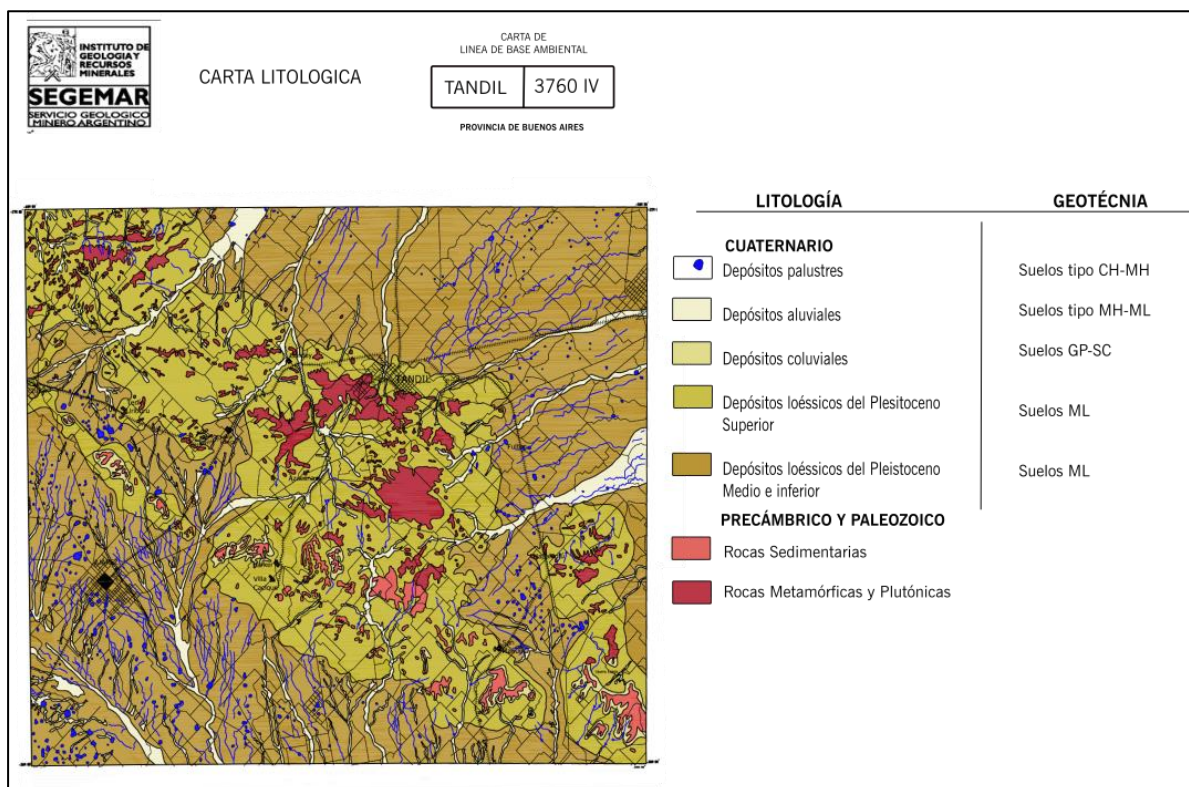 INSTITUTO DE
GEOLOGIA Y
RECURSOS
MINERALES
SEGEMAR
SERVICIO GEOLOGICO
MINERO ARGENTINO
CARTA LITOLOGICA
CARTA DE
LINEA DE BASE AMBIENTAL
TANDIL 3760 IV
PROVINCIA DE BUENOS AIRES
TANDIL
Villa
LITOLOGÍA GEOTÉCNIA
CUATERNARIO
Depósitos palustres Suelos tipo CH-MH
Depósitos aluviales Suelos tipo MH-ML
Depósitos coluviales Suelos GP-SC
Depósitos loéssicos del Plesitoceno
Superior Suelos ML
Depósitos loéssicos del Pleistoceno Suelos ML
Medio e inferior
PRECÁMBRICO Y PALEOZOICO
Rocas Sedimentarias
Rocas Metamórficas y Plutónicas